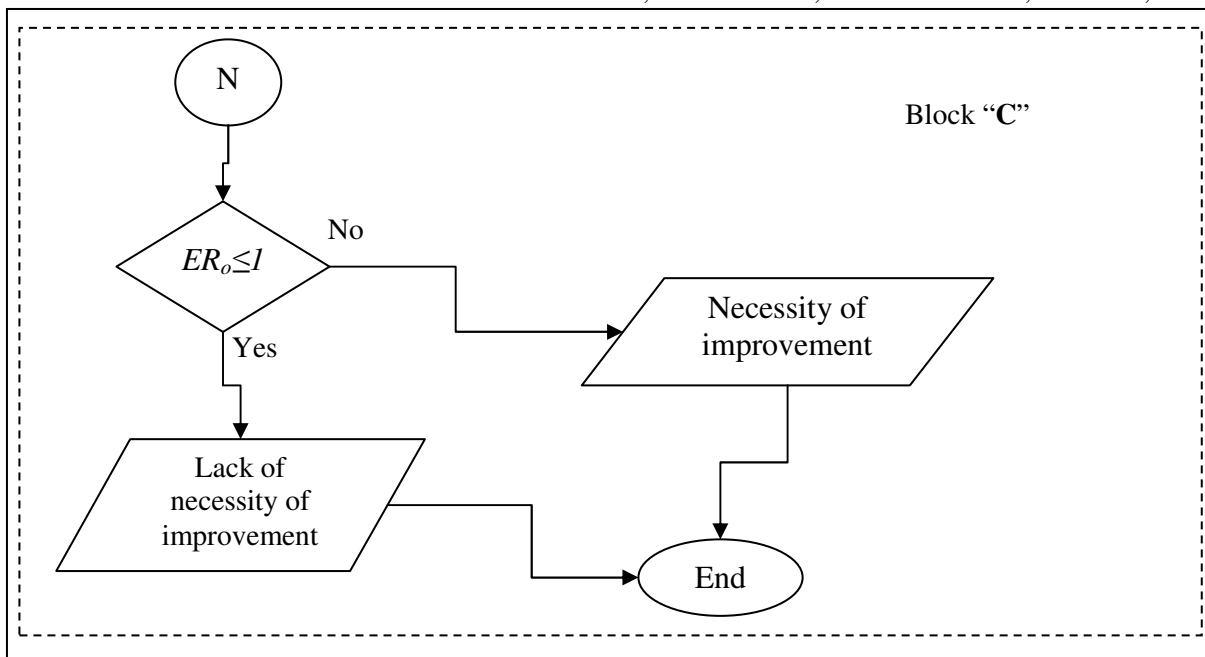 N
Block “C”
No
ERₒ≤1
Necessity of
improvement
Yes
Lack of
necessity of
improvement
End